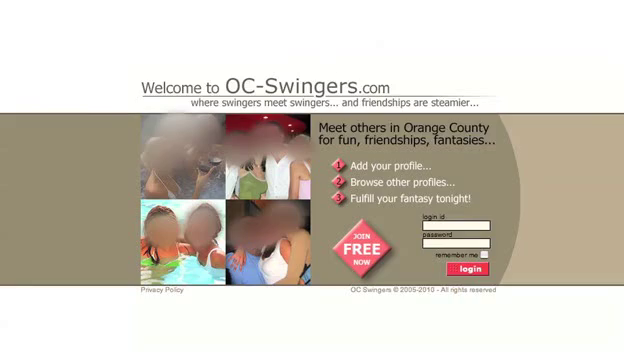 Welcome to OC-Swingers.com
where swingers meet swingers... and friendships are steamier...
Meet others in Orange County
for fun, friendships, fantasies...
1 Add your profile...
2 Browse other profiles...
3 Fulfill your fantasy tonight!
JOIN
FREE
NOW
login id
password
remember me
login
Privacy Policy
OC Swingers © 2005-2010 - All rights reserved